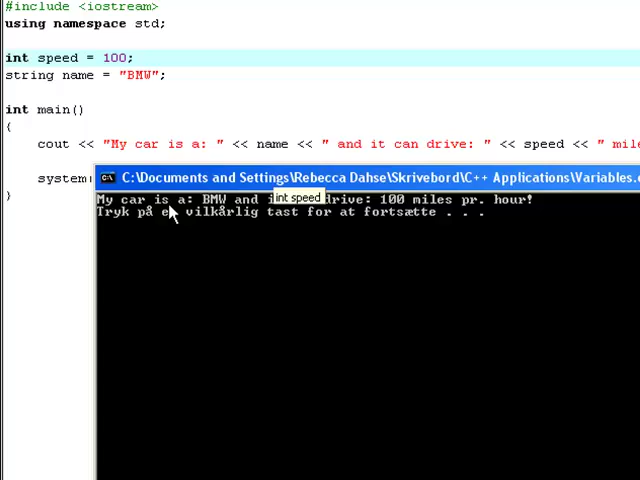 #include <iostream>
using namespace std;
int speed = 100;
string name = "BMW";
int main()
{
cout << "My car is a: " << name << " and it can drive: " << speed << "
system
}
C:\Documents and Settings\Rebecca Dahse\Skrivebord\C++ Applications\Variables.
My car is a: BMW and drive: 100 miles pr. hour!
int speed
Tryk på vilkårlig tast for at fortsætte . . .